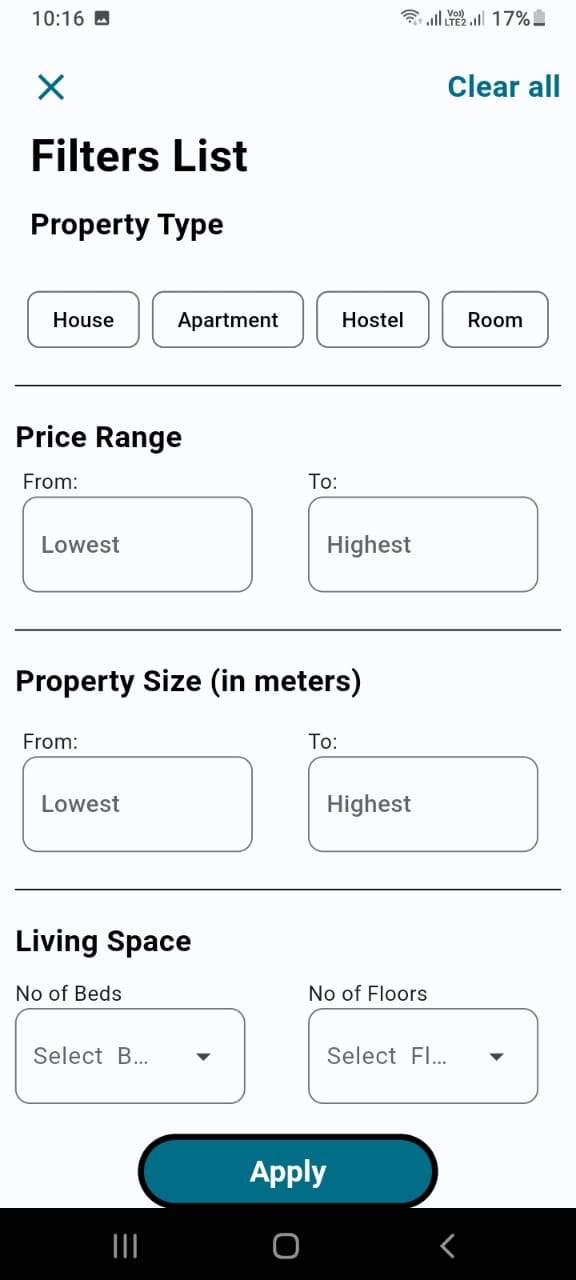 10:16 Vo)) LTE2 17%
Clear all
Filters List
Property Type
House Apartment Hostel Room
Price Range
From: To:
Lowest Highest
Property Size (in meters)
From: To:
Lowest Highest
Living Space
No of Beds No of Floors
Select B... Select Fl...
Apply